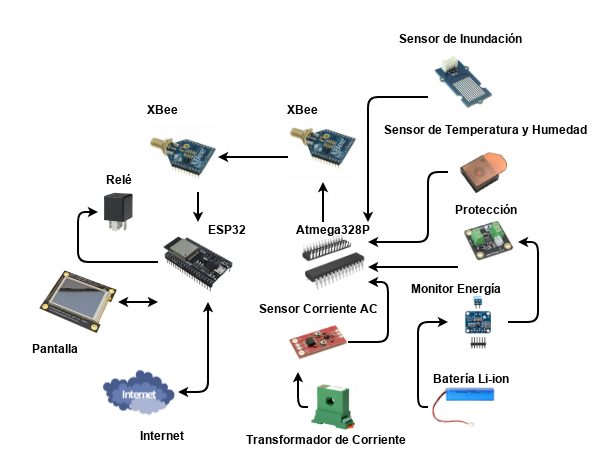 Sensor de Inundación
XBee
XBee
Sensor de Temperatura y Humedad
Relé
Protección
ESP32
Atmega328P
Monitor Energía
Sensor Corriente AC
Pantalla
Batería Li-ion
Internet
Internet
Transformador de Corriente